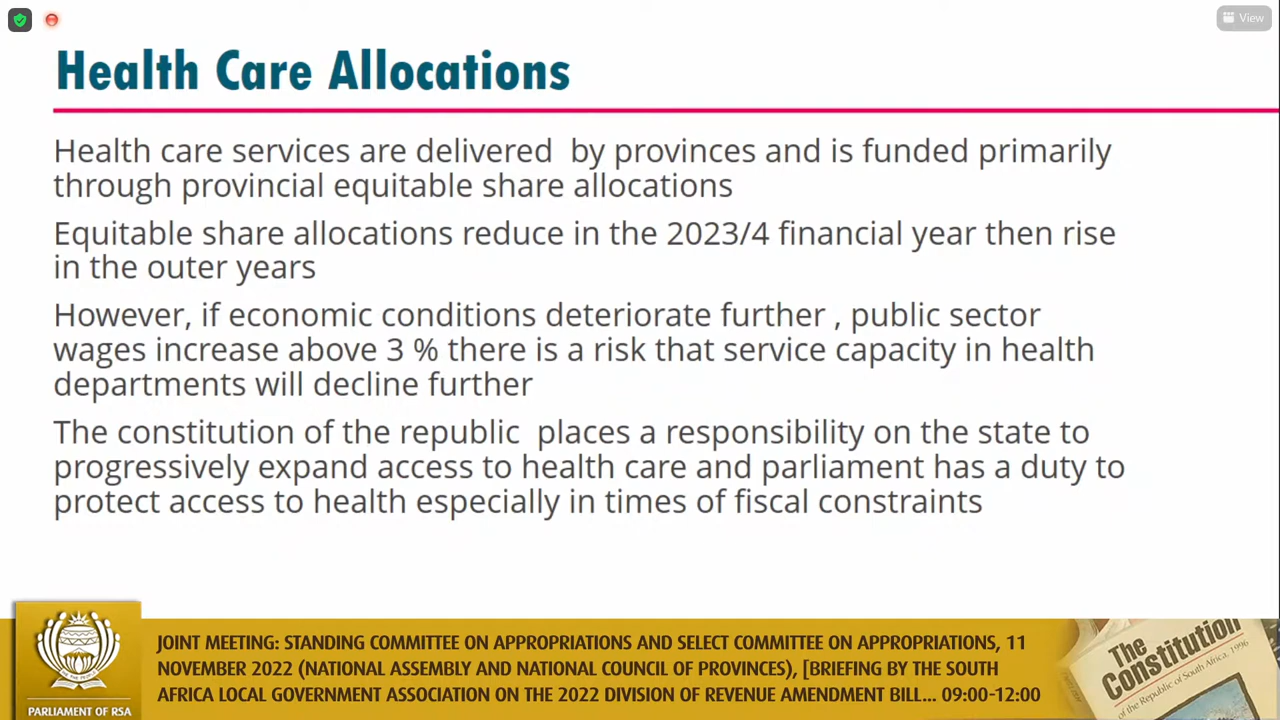 View
Health Care Allocations
Health care services are delivered  by provinces and is funded primarily
through provincial equitable share allocations
Equitable share allocations reduce in the 2023/4 financial year then rise
in the outer years
However, if economic conditions deteriorate further , public sector
wages increase above 3 % there is a risk that service capacity in health
departments will decline further
The constitution of the republic  places a responsibility on the state to
progressively expand access to health care and parliament has a duty to
protect access to health especially in times of fiscal constraints
JOINT MEETING: STANDING COMMITTEE ON APPROPRIATIONS AND SELECT COMMITTEE ON APPROPRIATIONS, 11
NOVEMBER 2022 (NATIONAL ASSEMBLY AND NATIONAL COUNCIL OF PROVINCES), [BRIEFING BY THE SOUTH
AFRICA LOCAL GOVERNMENT ASSOCIATION ON THE 2022 DIVISION OF REVENUE AMENDMENT BILL... 09:00-12:00
PARLIAMENT OF RSA
The
Constitution
of the Republic of South Africa, 1996